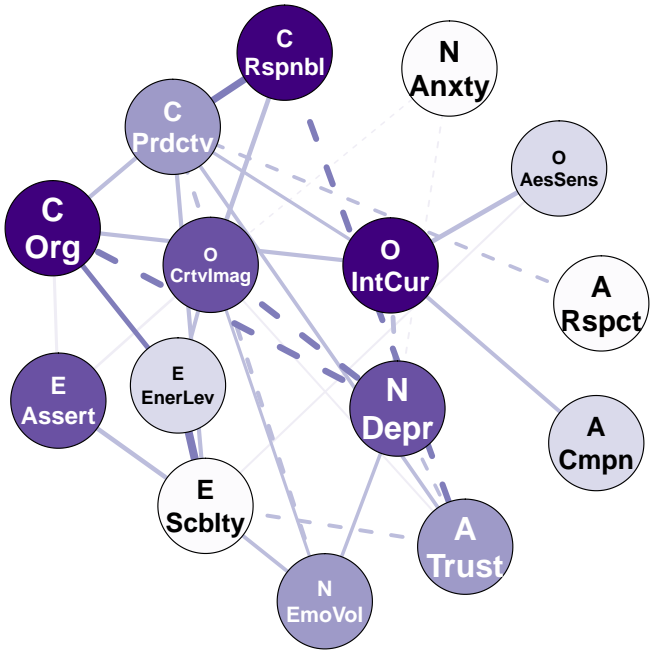 C
Rspnbl
N
Anxty
C
Prdctv
O
AesSens
C
Org
O
CrtvImag
O
IntCur
A
Rspct
E
Assert
E
EnerLev
N
Depr
A
Cmpn
E
Scblty
A
Trust
N
EmoVol